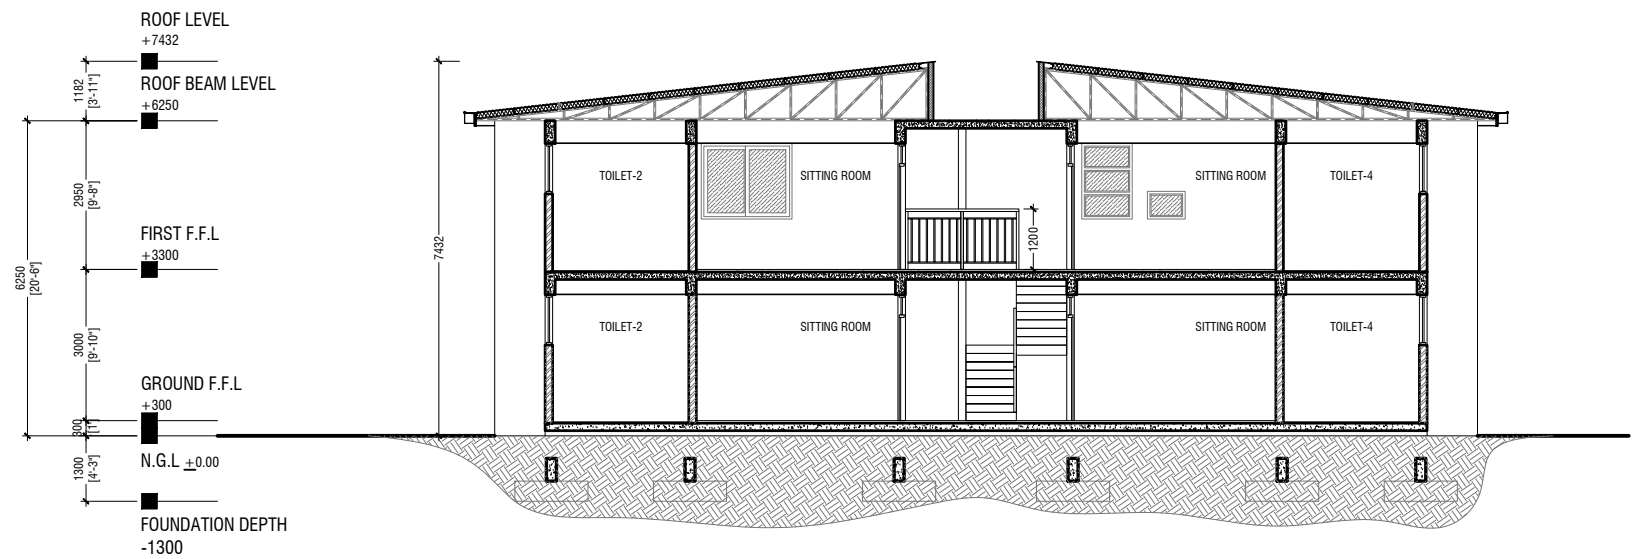 ROOF LEVEL
+7432
1182
[3'-11"]
ROOF BEAM LEVEL
+6250
2950
[9'-8"]
FIRST F.F.L
+3300
6250
[20'-6"]
3000
[9'-10"]
GROUND F.F.L
+300
300
[1']
N.G.L ±0.00
1300
[4'-3"]
FOUNDATION DEPTH
-1300
7432
TOILET-2
SITTING ROOM
SITTING ROOM
TOILET-4
1200
TOILET-2
SITTING ROOM
SITTING ROOM
TOILET-4